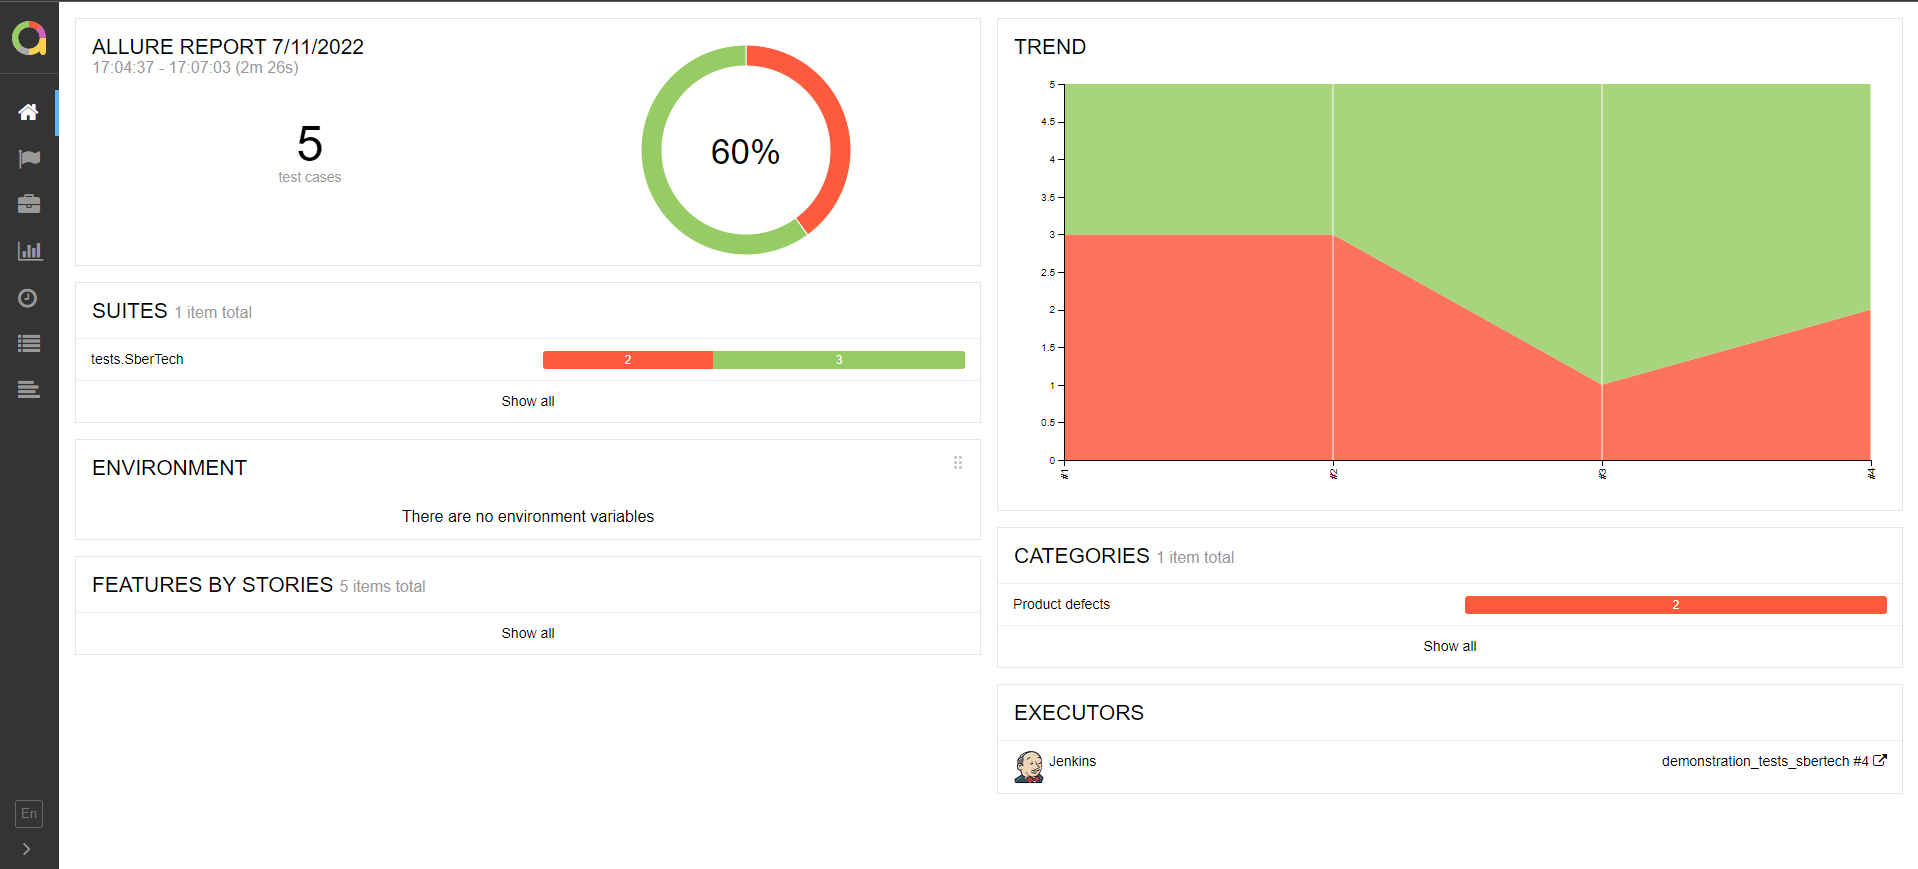 ALLURE REPORT 7/11/2022
17:04:37 - 17:07:03 (2m 26s)
5
test cases
60%
SUITES 1 item total
tests.SberTech 2 3
Show all
ENVIRONMENT
There are no environment variables
FEATURES BY STORIES 5 items total
Show all
En
TREND
5
4.5
4
3.5
3
2.5
2
1.5
1
0.5
0
#1 #2 #3 #4
CATEGORIES 1 item total
Product defects 2
Show all
EXECUTORS
Jenkins demonstration_tests_sbertech #4